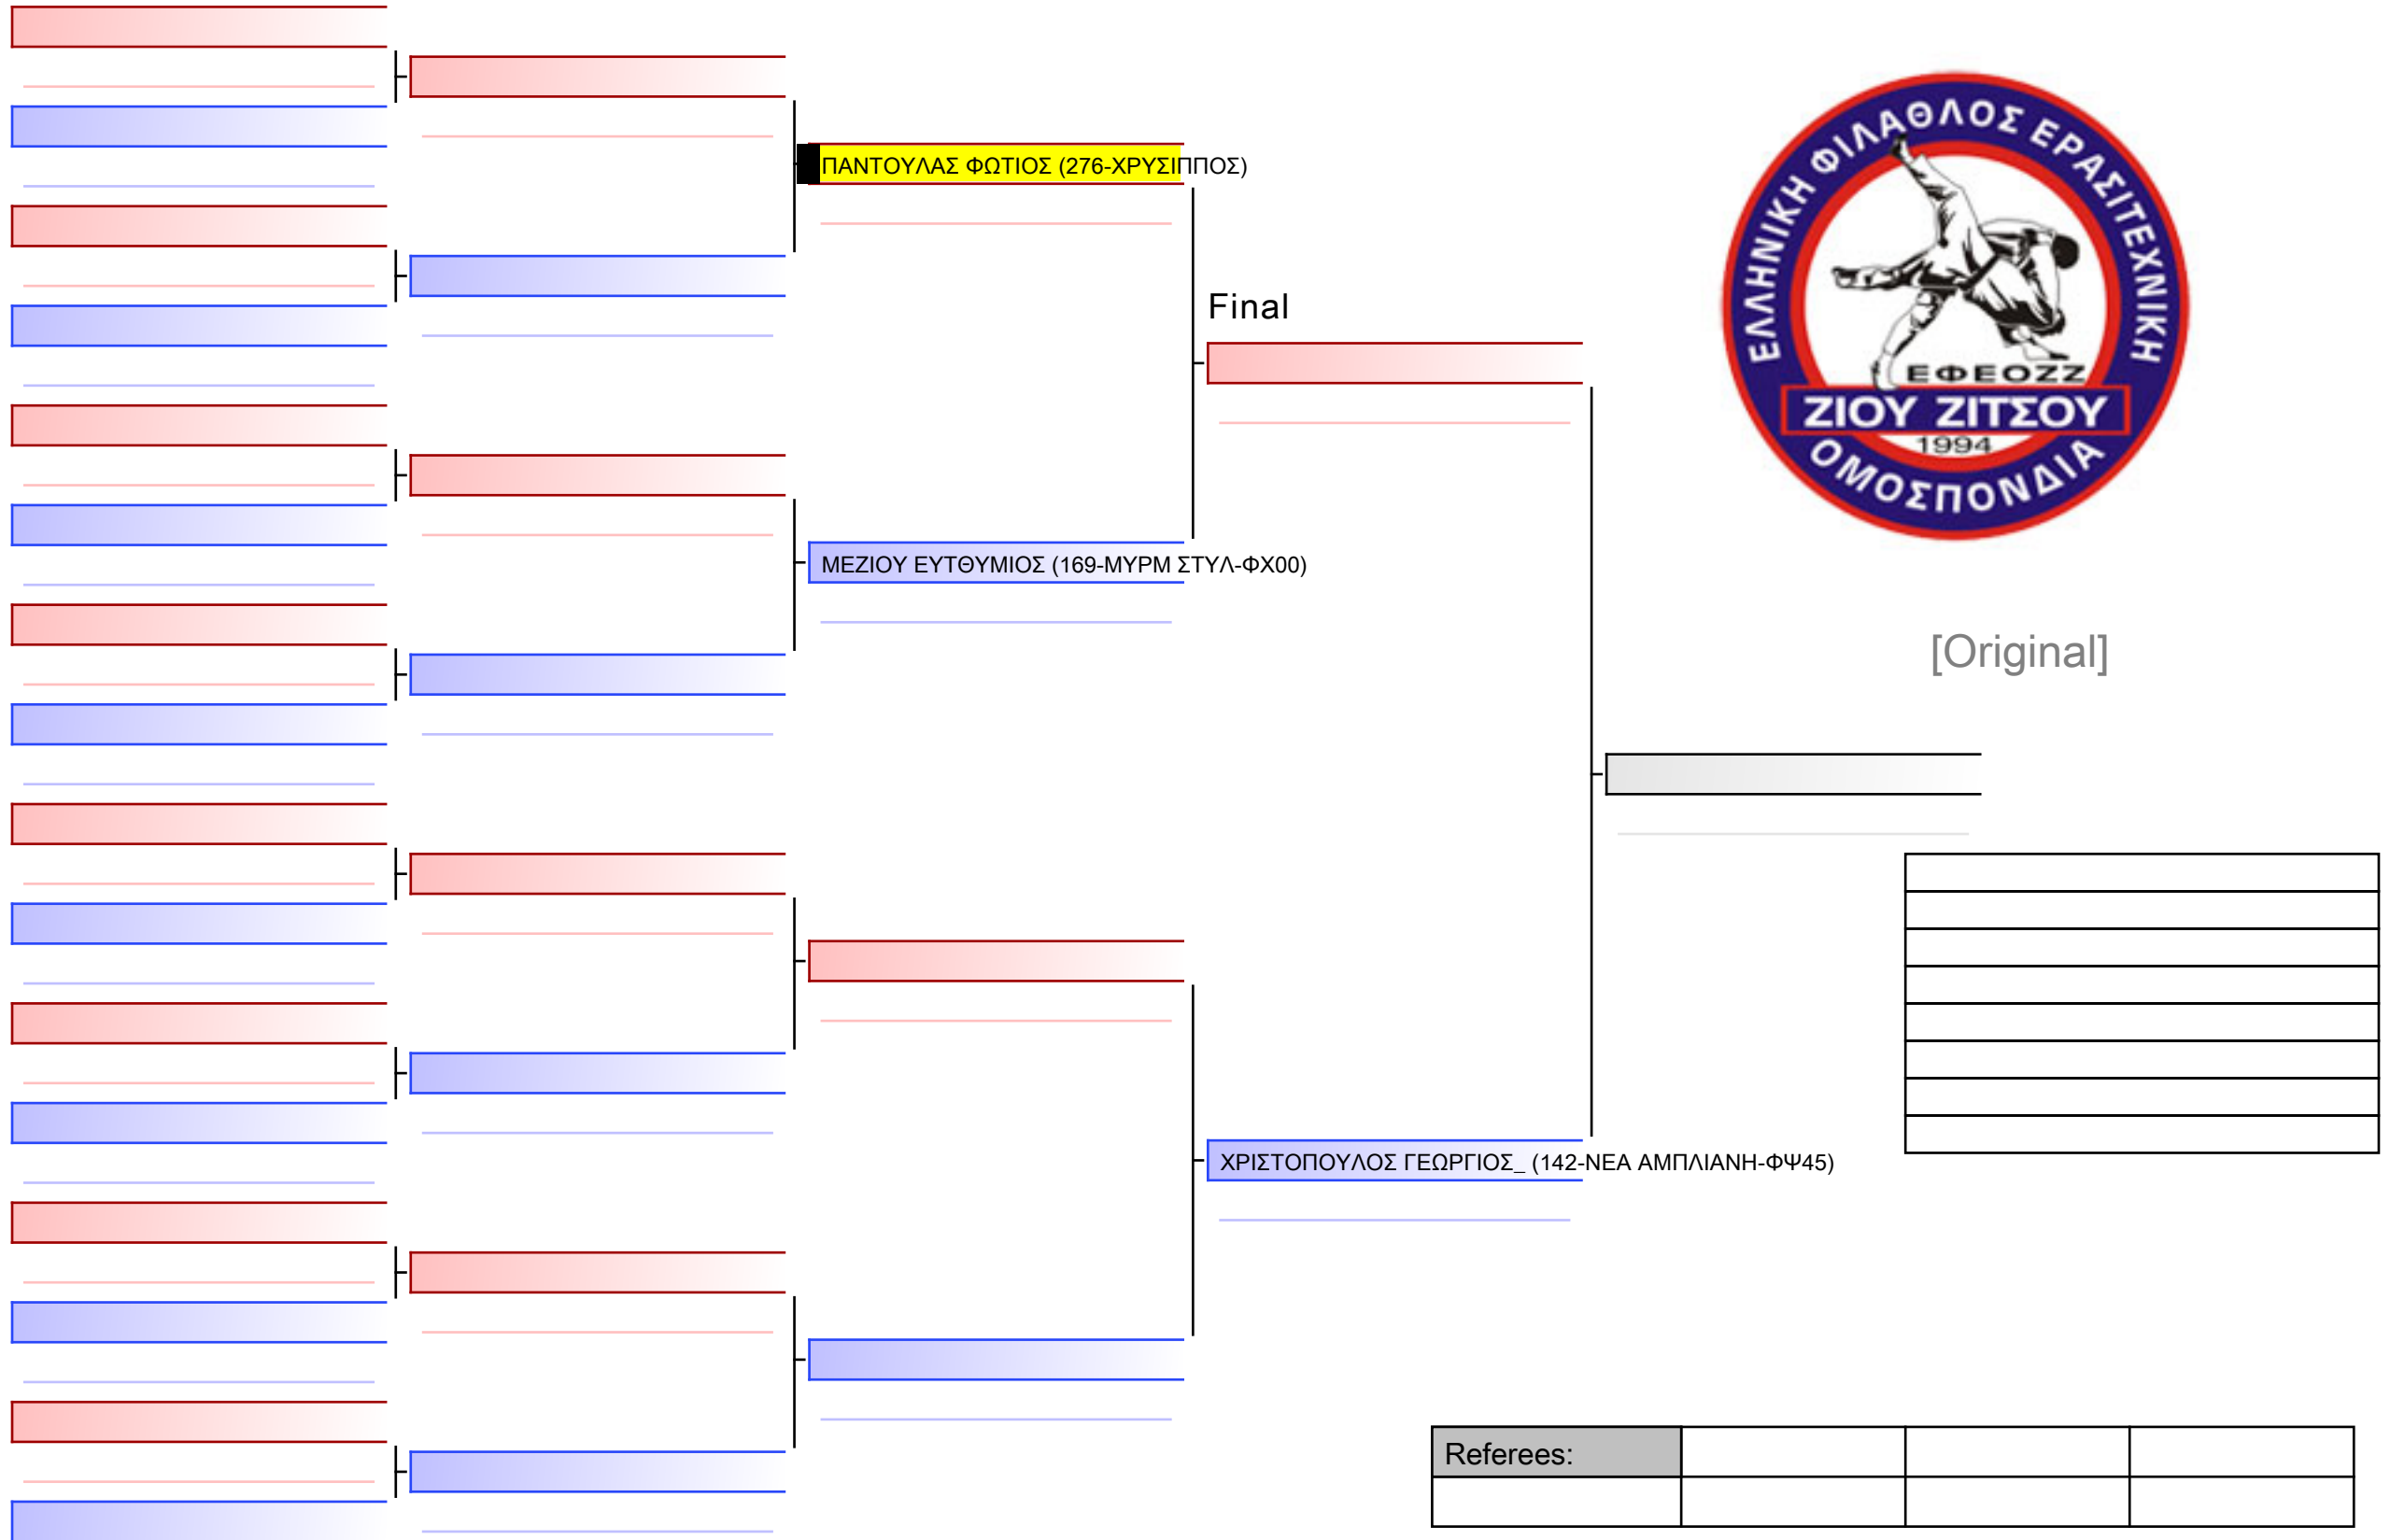 ΠΑΝΤΟΥΛΑΣ ΦΩΤΙΟΣ (276-ΧΡΥΣΙΠΠΟΣ)
ΕΛΛΗΝΙΚΗ ΦΙΛΑΘΛΟΣ ΕΡΑΣΙΤΕΧΝΙΚΗ
Final
ΕΦΕΟΖΖ
ΖΙΟΥ ΖΙΤΣΟΥ
1994
ΟΜΟΣΠΟΝΔΙΑ
ΜΕΖΙΟΥ ΕΥΤΘΥΜΙΟΣ (169-ΜΥΡΜ ΣΤΥΛ-ΦΧ00)
[Original]
ΧΡΙΣΤΟΠΟΥΛΟΣ ΓΕΩΡΓΙΟΣ_ (142-ΝΕΑ ΑΜΠΛΙΑΝΗ-ΦΨ45)
Referees: